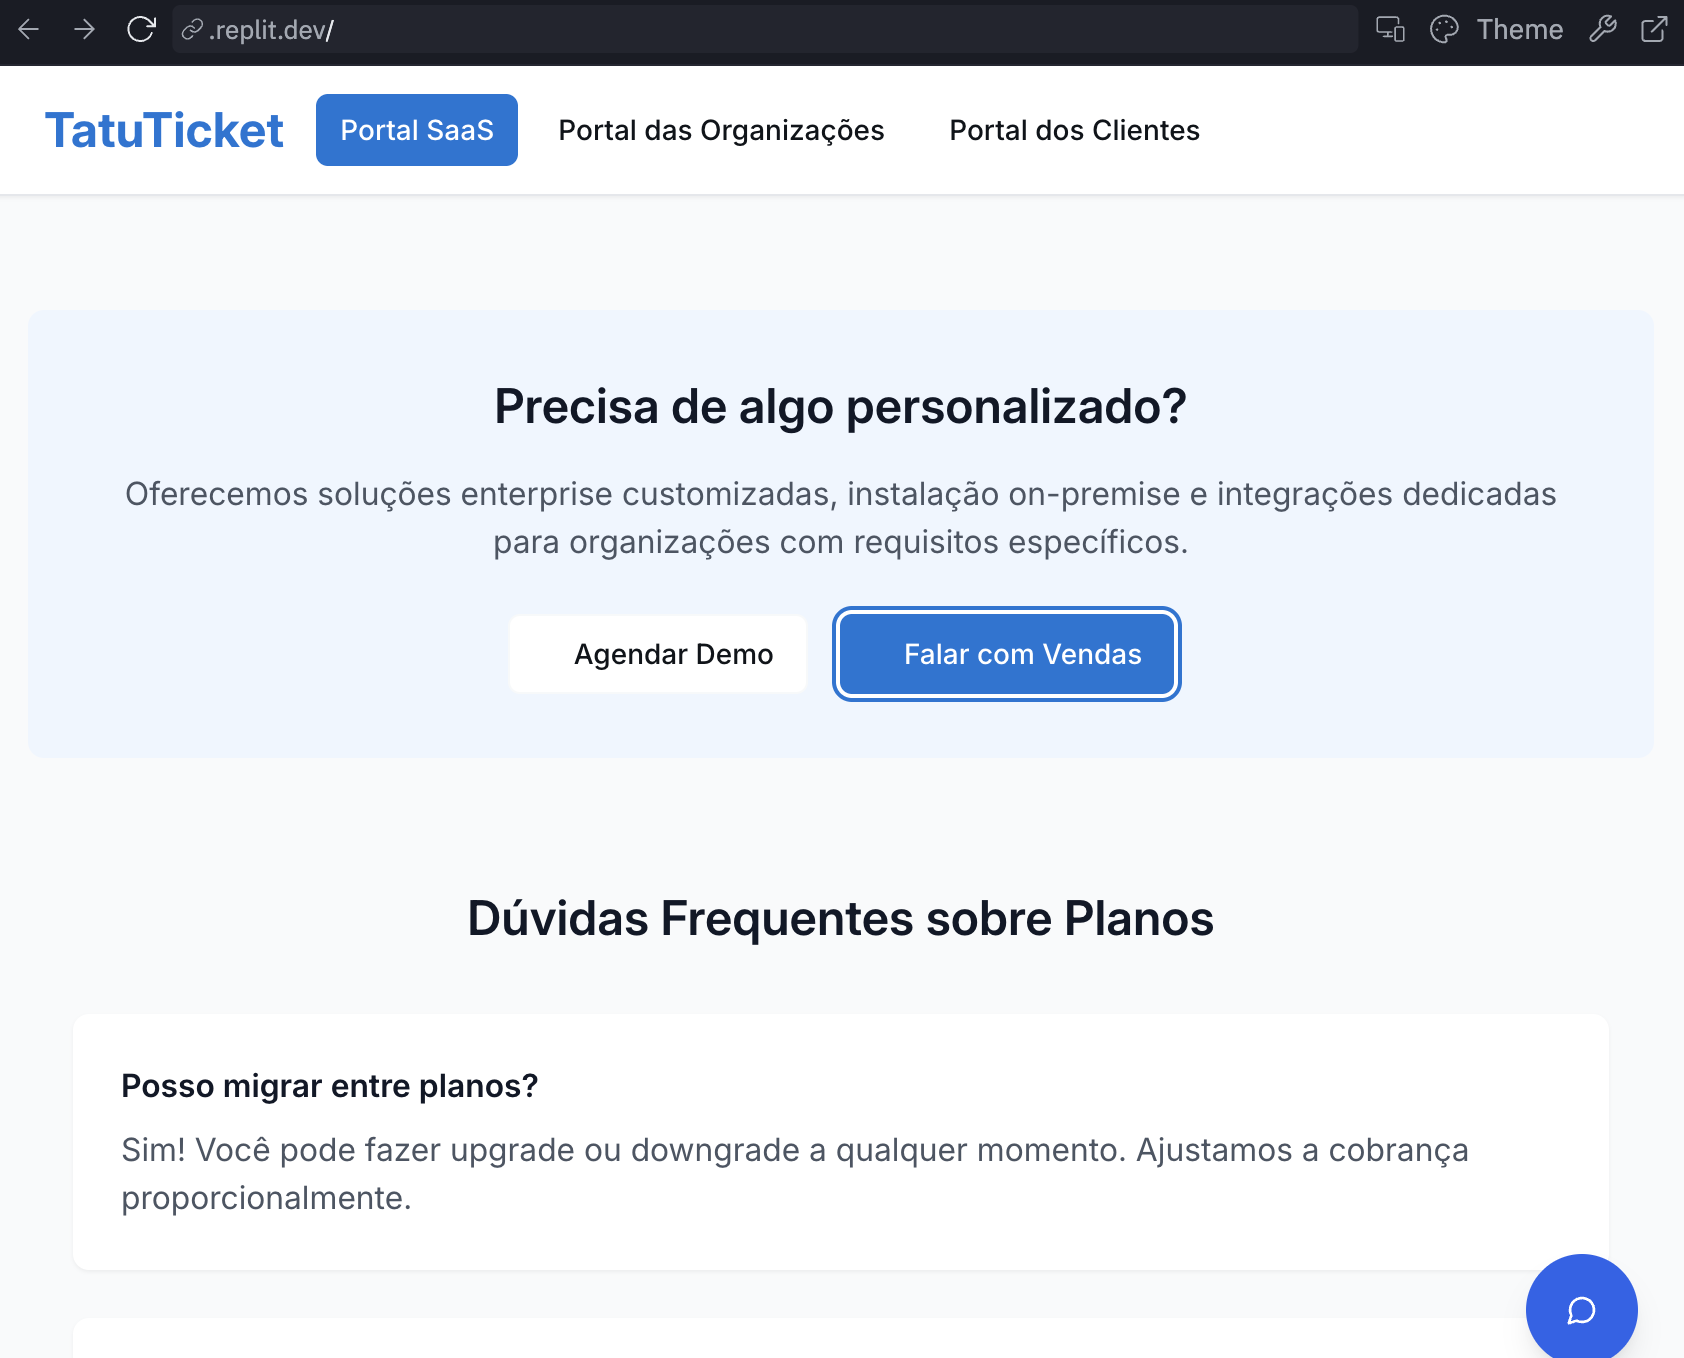 .replit.dev/
Theme
TatuTicket
Portal SaaS
Portal das Organizações
Portal dos Clientes
Precisa de algo personalizado?
Oferecemos soluções enterprise customizadas, instalação on-premise e integrações dedicadas
para organizações com requisitos específicos.
Agendar Demo
Falar com Vendas
Dúvidas Frequentes sobre Planos
Posso migrar entre planos?
Sim! Você pode fazer upgrade ou downgrade a qualquer momento. Ajustamos a cobrança
proporcionalmente.